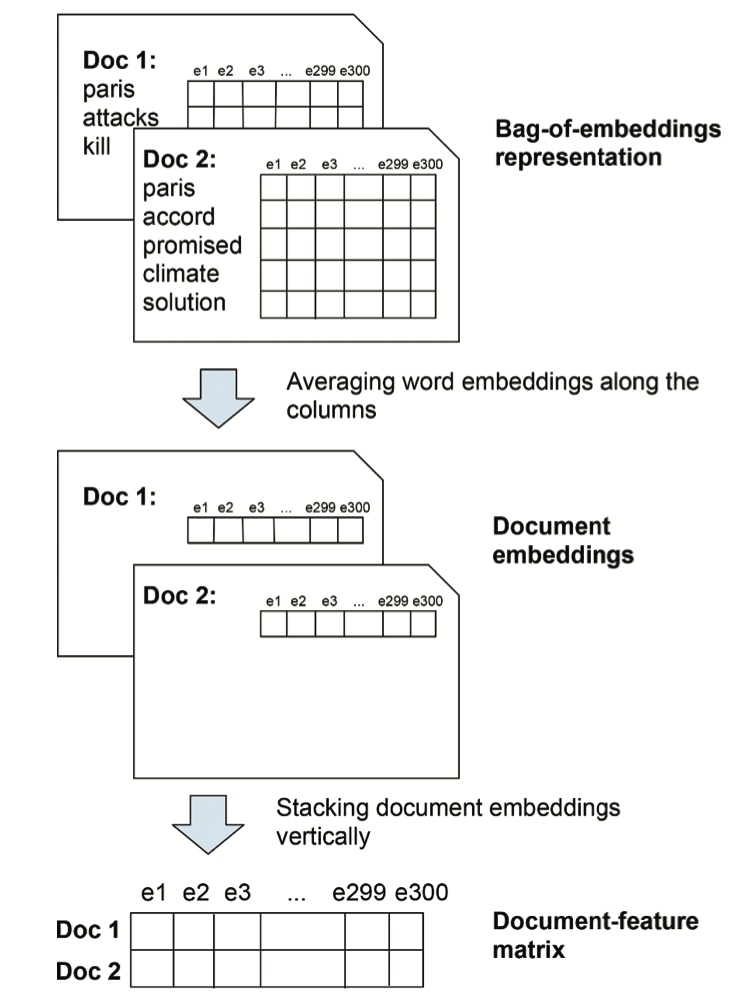 Doc 1:
paris
attacks
kill
e1 e2 e3 ... e299 e300
Doc 2:
paris
accord
promised
climate
solution
e1 e2 e3 ... e299 e300
Bag-of-embeddings
representation
Averaging word embeddings along the
columns
Doc 1:
e1 e2 e3 ... e299 e300
Doc 2:
e1 e2 e3 ... e299 e300
Document
embeddings
Stacking document embeddings
vertically
e1 e2 e3 ... e299 e300
Doc 1
Doc 2
Document-feature
matrix